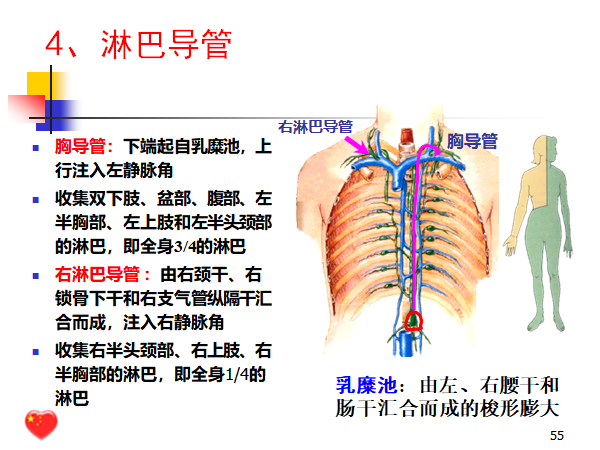 4、淋巴导管
胸导管：下端起自乳糜池，上
行注入左静脉角
收集双下肢、盆部、腹部、左
半胸部、左上肢和左半头颈部
的淋巴，即全身3/4的淋巴
右淋巴导管：由右颈干、右
锁骨下干和右支气管纵隔干汇
合而成，注入右静脉角
收集右半头颈部、右上肢、右
半胸部的淋巴，即全身1/4的
淋巴
右淋巴导管
胸导管
乳糜池：由左、右腰干和
肠干汇合而成的梭形膨大
55